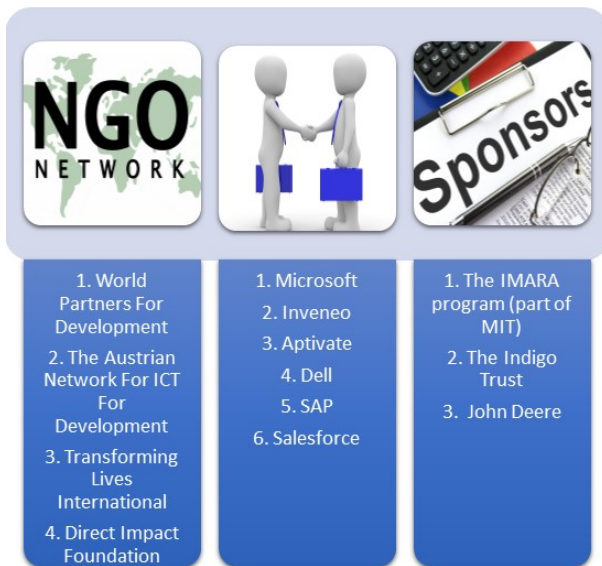 NGO
NETWORK
Sponsors
1. World
Partners For
Development
2. The Austrian
Network For ICT
For
Development
3. Transforming
Lives
International
4. Direct Impact
Foundation
1. Microsoft
2. Inveneo
3. Aptivate
4. Dell
5. SAP
6. Salesforce
1. The IMARA
program (part of
MIT)
2. The Indigo
Trust
3. John Deere